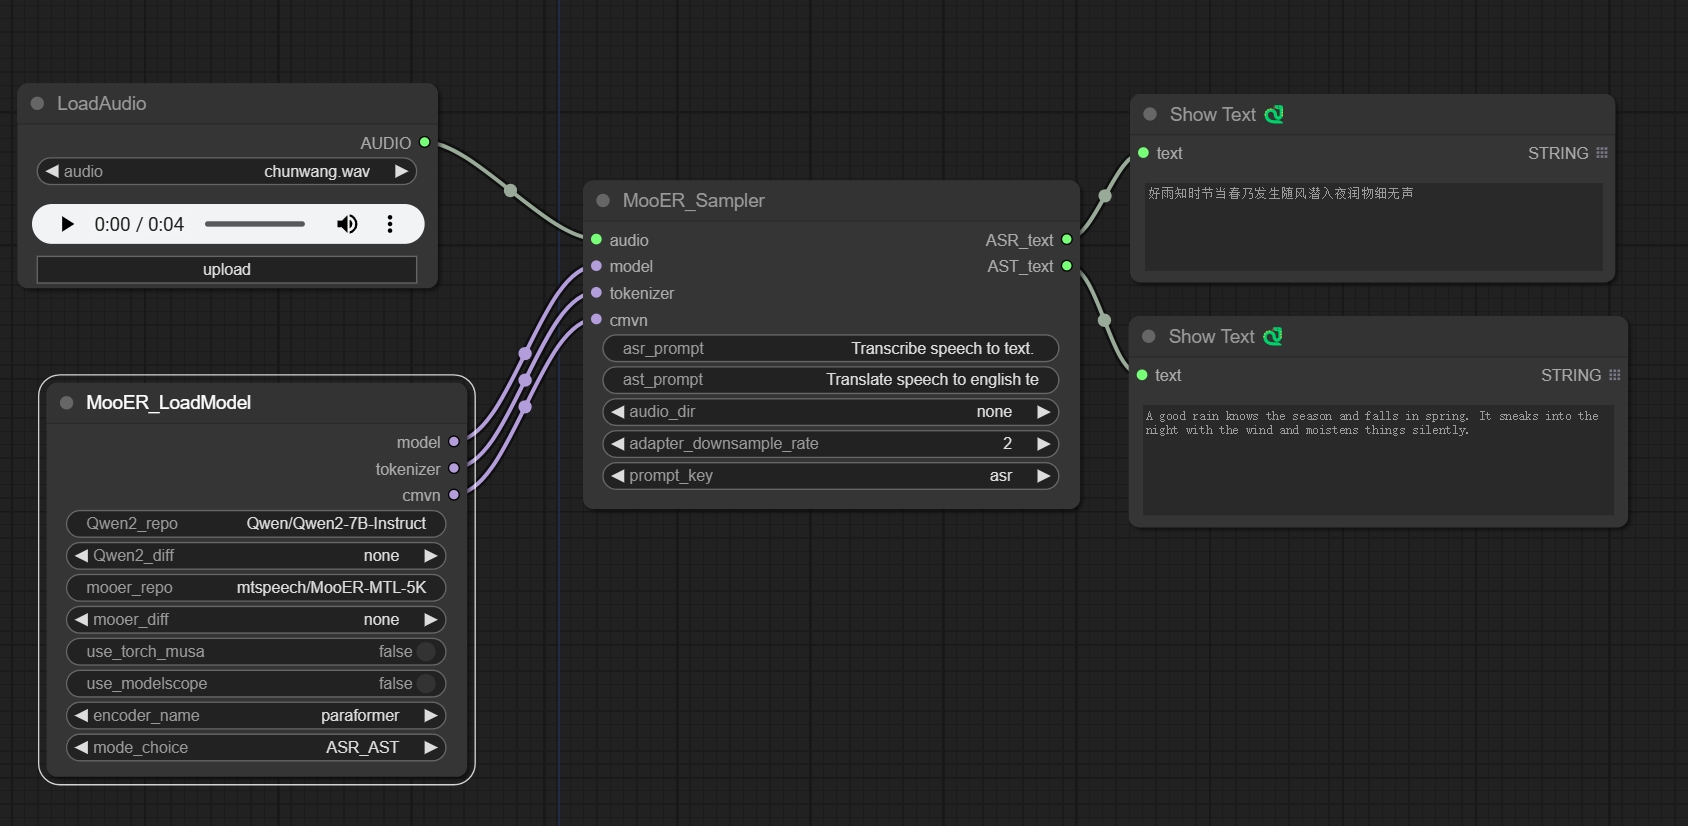 LoadAudio
AUDIO
audio chunwang.wav
0:00 / 0:04
upload
MooER_LoadModel
model
tokenizer
cmvn
Qwen2_repo Qwen/Qwen2-7B-Instruct
Qwen2_diff none
mooer_repo mtspeech/MooER-MTL-5K
mooer_diff none
use_torch_musa false
use_modelscope false
encoder_name paraformer
mode_choice ASR_AST
MooER_Sampler
audio ASR_text
model AST_text
tokenizer
cmvn
asr_prompt Transcribe speech to text.
ast_prompt Translate speech to english te
audio_dir none
adapter_downsample_rate 2
prompt_key asr
Show Text
text STRING
好雨知时节当春乃发生随风潜入夜润物细无声
Show Text
text STRING
A good rain knows the season and falls in spring. It sneaks into the
night with the wind and moistens things silently.